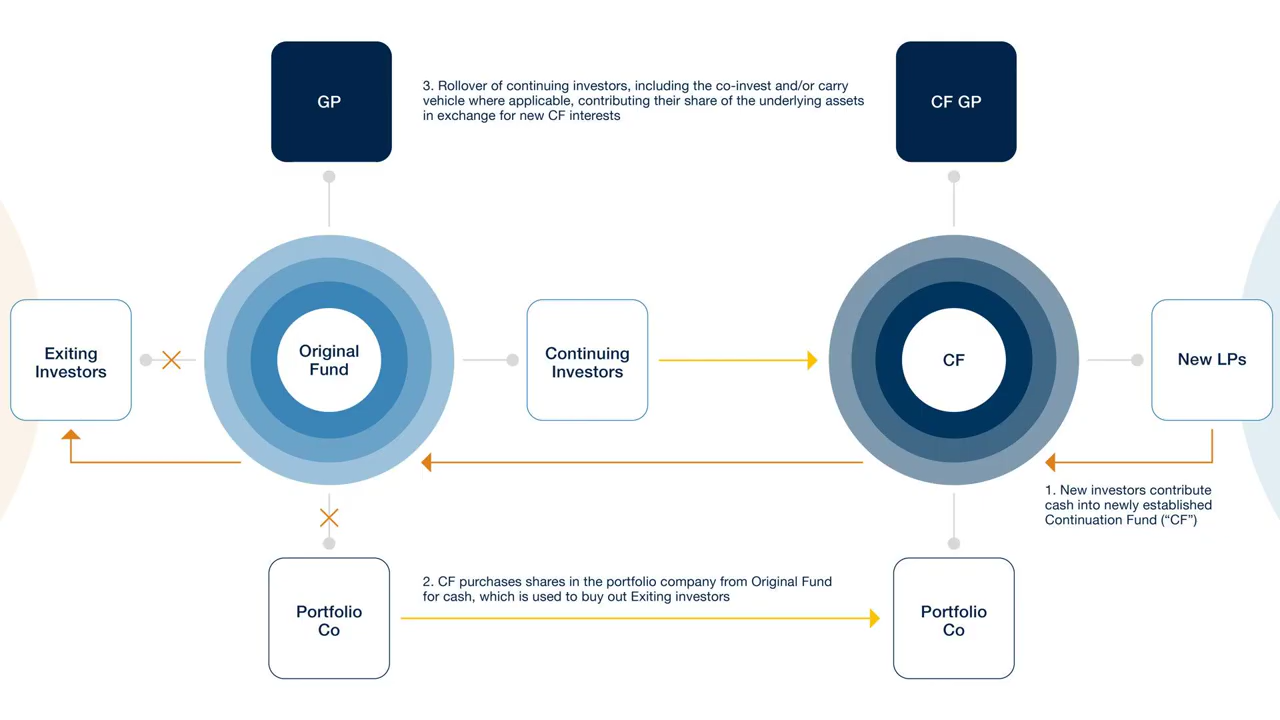 GP
3. Rollover of continuing investors, including the co-invest and/or carry
vehicle where applicable, contributing their share of the underlying assets
in exchange for new CF interests
CF GP
Exiting
Investors
Original
Fund
Continuing
Investors
CF
New LPs
1. New investors contribute
cash into newly established
Continuation Fund (“CF”)
2. CF purchases shares in the portfolio company from Original Fund
for cash, which is used to buy out Exiting investors
Portfolio
Co
Portfolio
Co